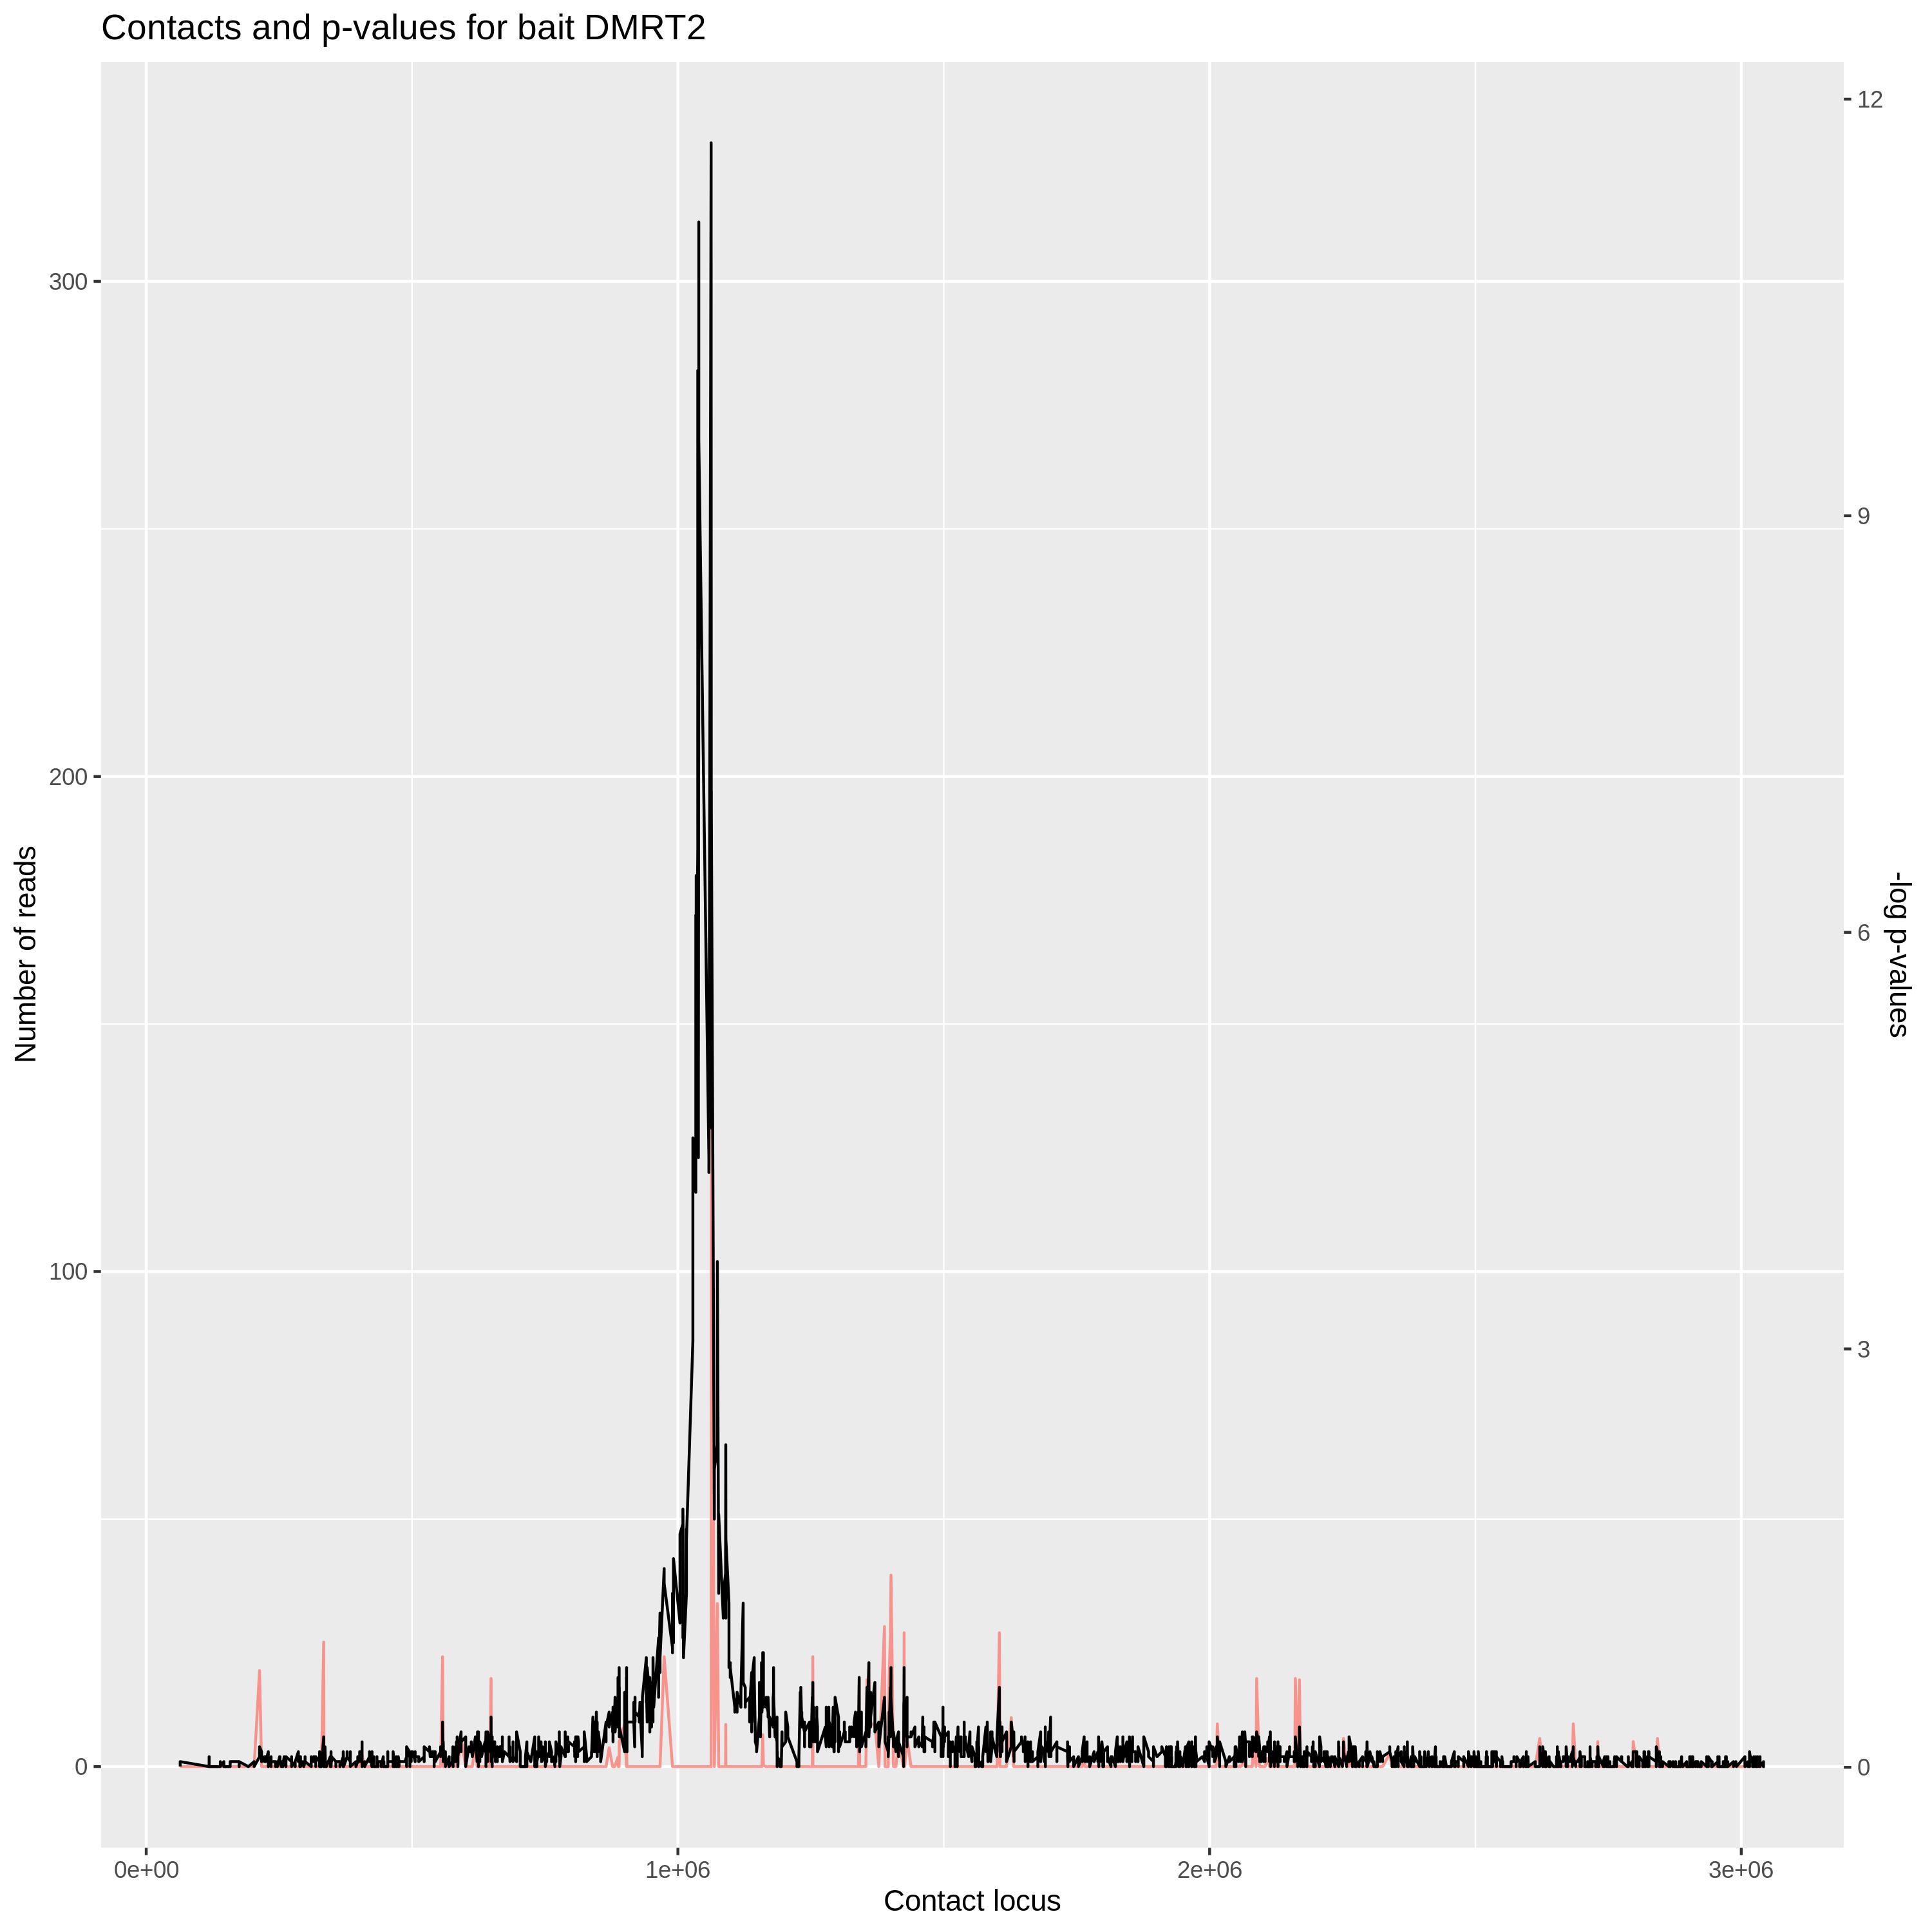 Contacts and p-values for bait DMRT2
12
300
9
200
6
Number of reads
-log p-values
100
3
0
0
0e+00
1e+06
2e+06
3e+06
Contact locus